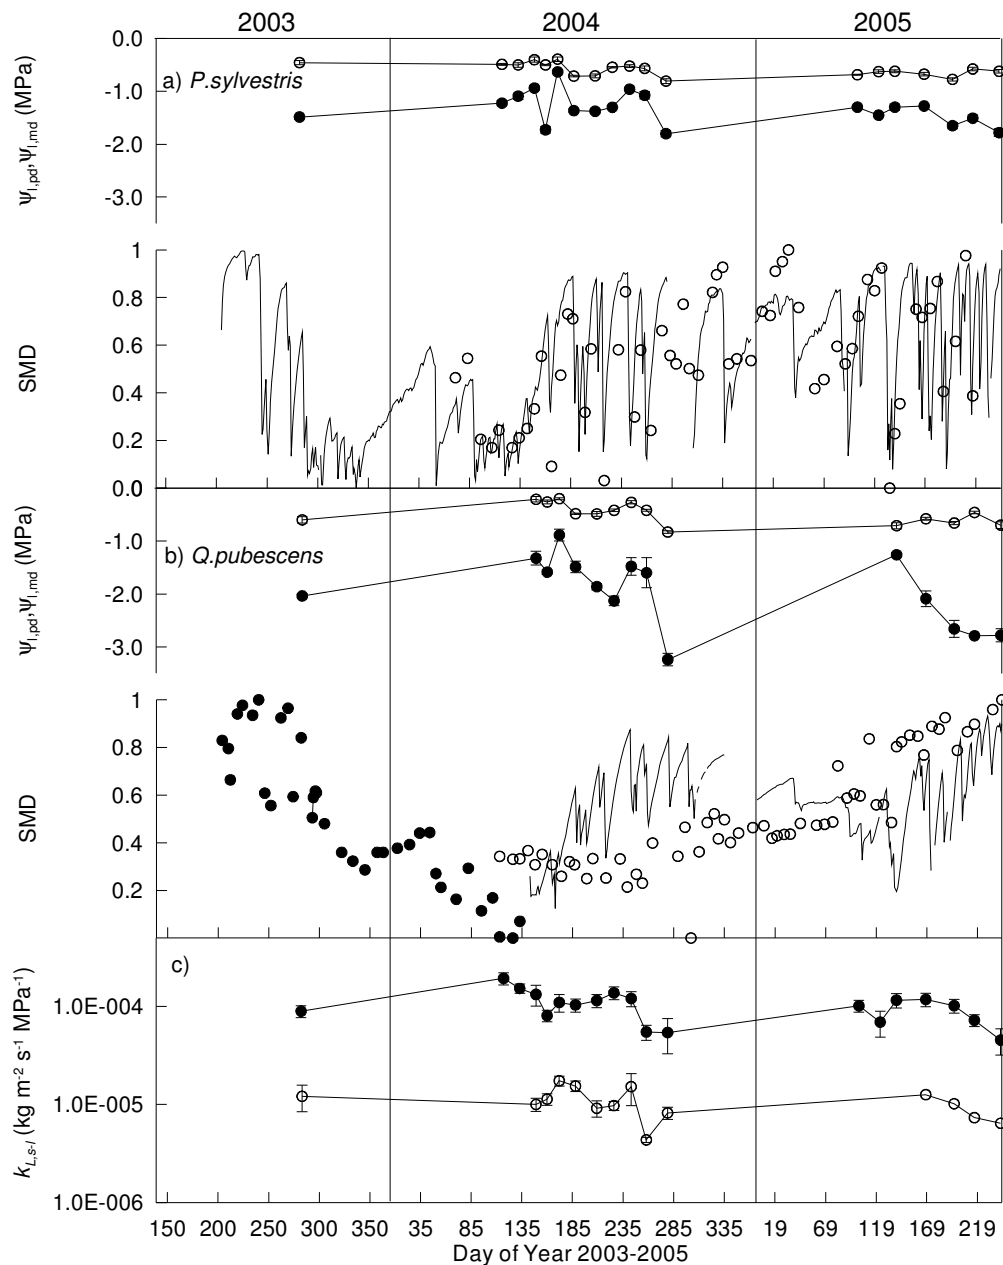 2003 2004 2005
0.0
-1.0
-2.0
-3.0
Ψl,pd,Ψl,md (MPa)
a) P.sylvestris
1
0.8
0.6
0.4
0.2
0.0
SMD
-1.0
-2.0
-3.0
Ψl,pd,Ψl,md (MPa)
b) Q.pubescens
1
0.8
0.6
0.4
0.2
SMD
c)
1.0E-004
1.0E-005
1.0E-006
kL,s-l (kg m-2 s-1 MPa-1)
150 200 250 300 350 35 85 135 185 235 285 335 19 69 119 169 219
Day of Year 2003-2005